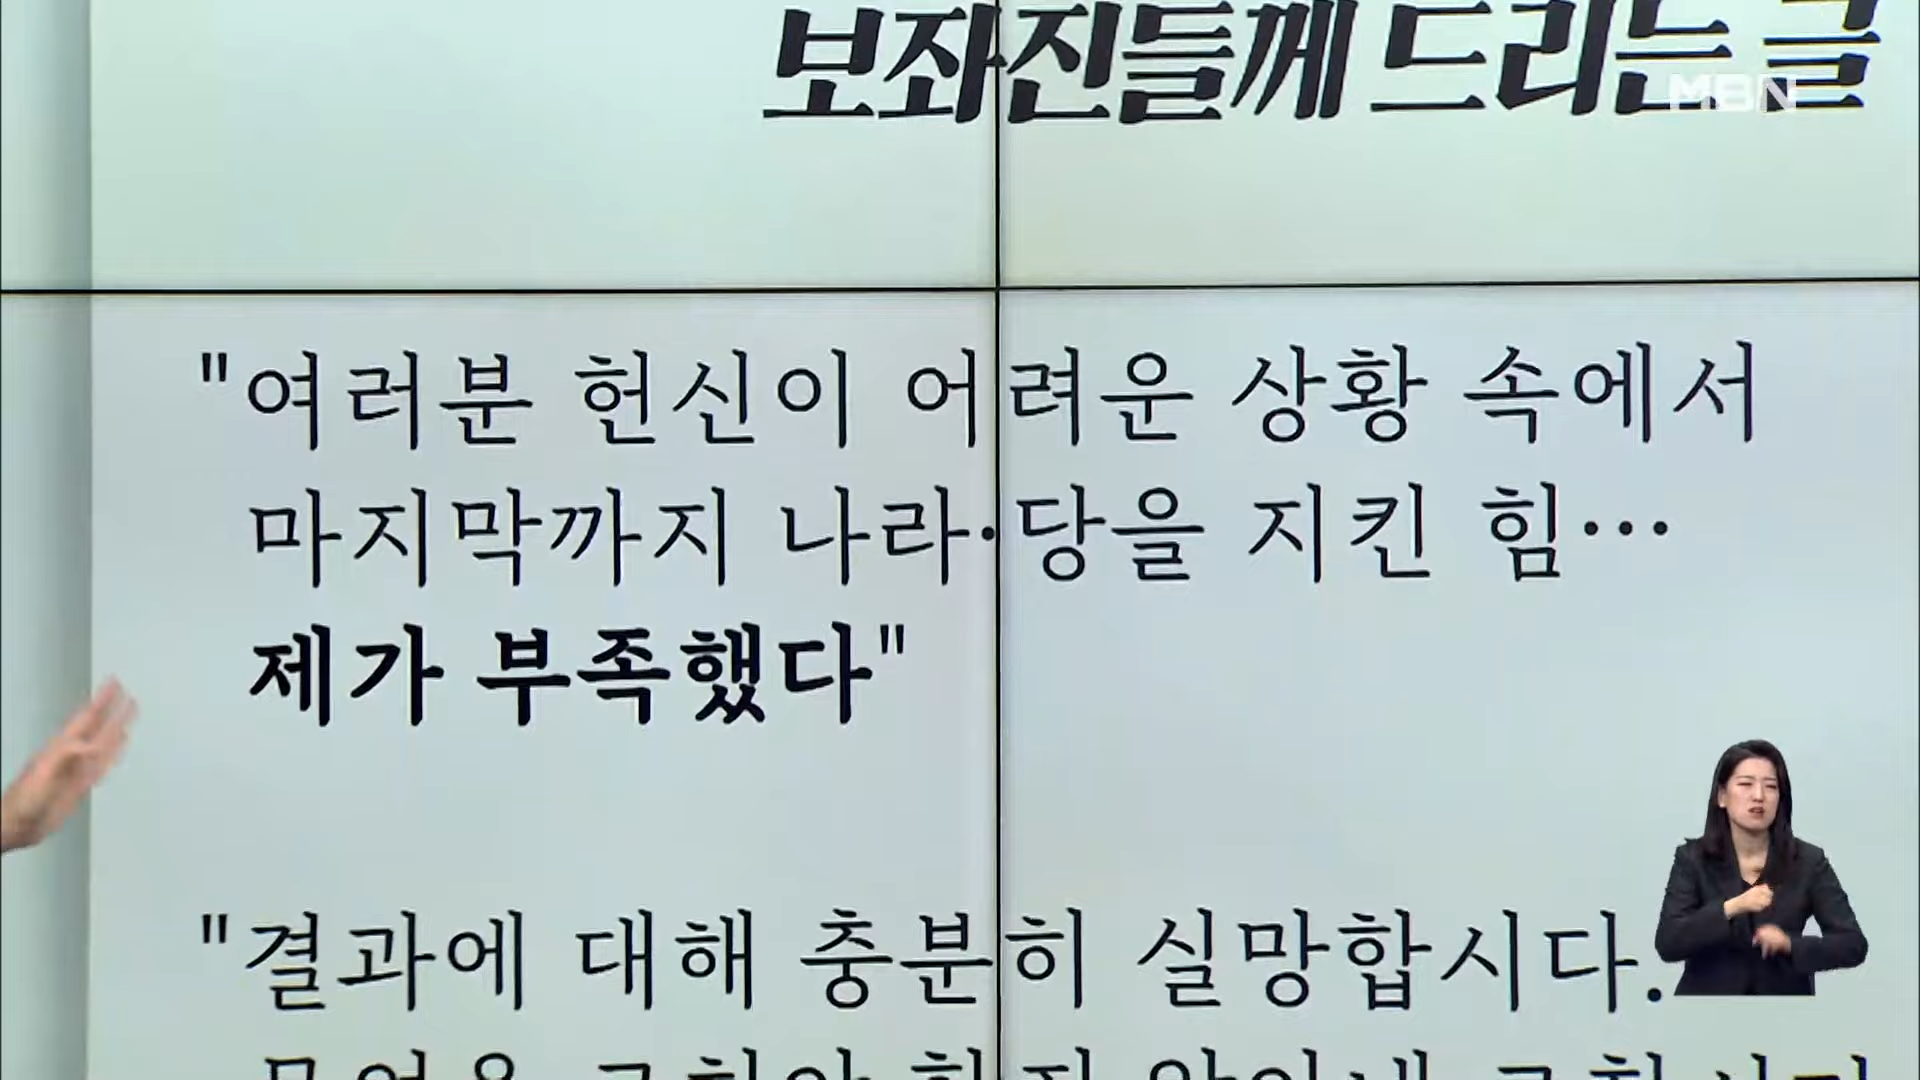 보좌진들께 드리는 글
MBN
"여러분 헌신이 어려운 상황 속에서
마지막까지 나라·당을 지킨 힘…
제가 부족했다"
"결과에 대해 충분히 실망합시다.